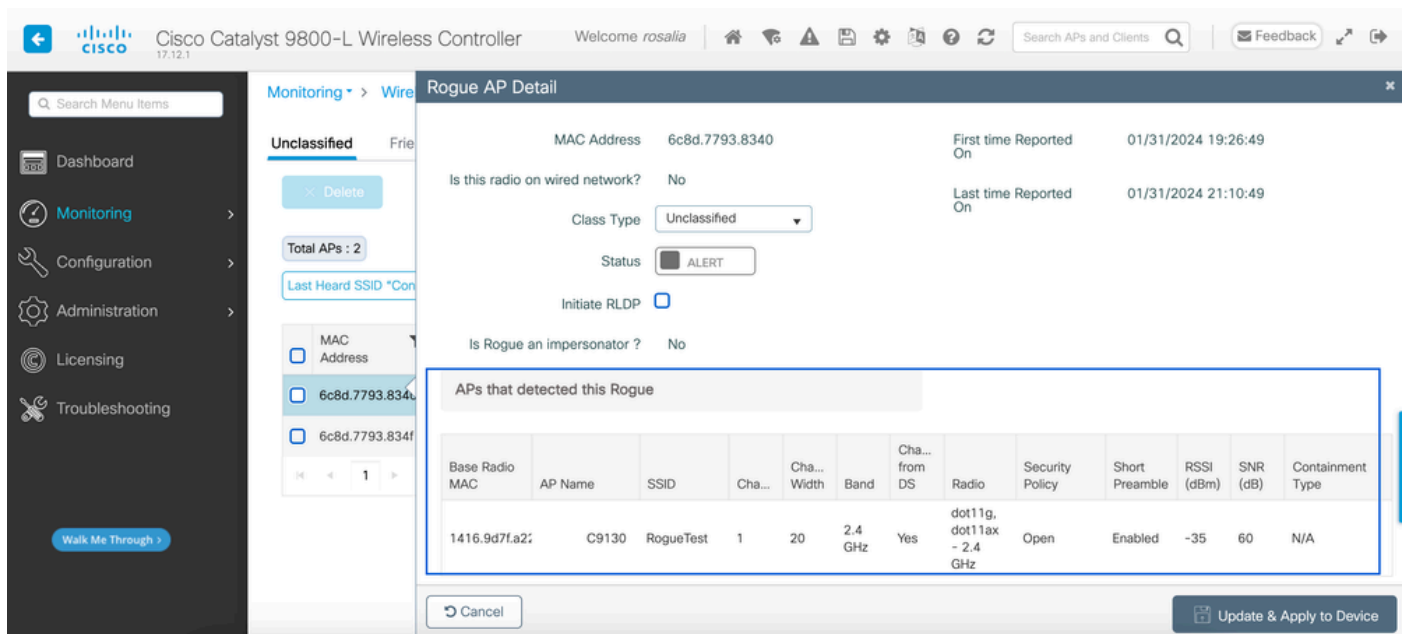 CISCO
Cisco Catalyst 9800-L Wireless Controller
17.12.1
Welcome rosalia
Search APs and Clients
Feedback
Search Menu Items
Dashboard
Monitoring
Configuration
Administration
Licensing
Troubleshooting
Walk Me Through >
Monitoring > Wire
Unclassified Frie
× Delete
Total APs : 2
Last Heard SSID "Con
MAC
Address
6c8d.7793.8340
6c8d.7793.834f
1
Rogue AP Detail
MAC Address 6c8d.7793.8340
Is this radio on wired network? No
Class Type Unclassified
Status ALERT
Initiate RLDP
Is Rogue an impersonator ? No
First time Reported
On
01/31/2024 19:26:49
Last time Reported
On
01/31/2024 21:10:49
APs that detected this Rogue
Base Radio
MAC
AP Name
SSID
Cha...
Cha...
Width
Band
Cha...
from
DS
Radio
Security
Policy
Short
Preamble
RSSI
(dBm)
SNR
(dB)
Containment
Type
1416.9d7f.a22
C9130
RogueTest
1
20
2.4
GHz
Yes
dot11g,
dot11ax
- 2.4
GHz
Open
Enabled
-35
60
N/A
Cancel
Update & Apply to Device